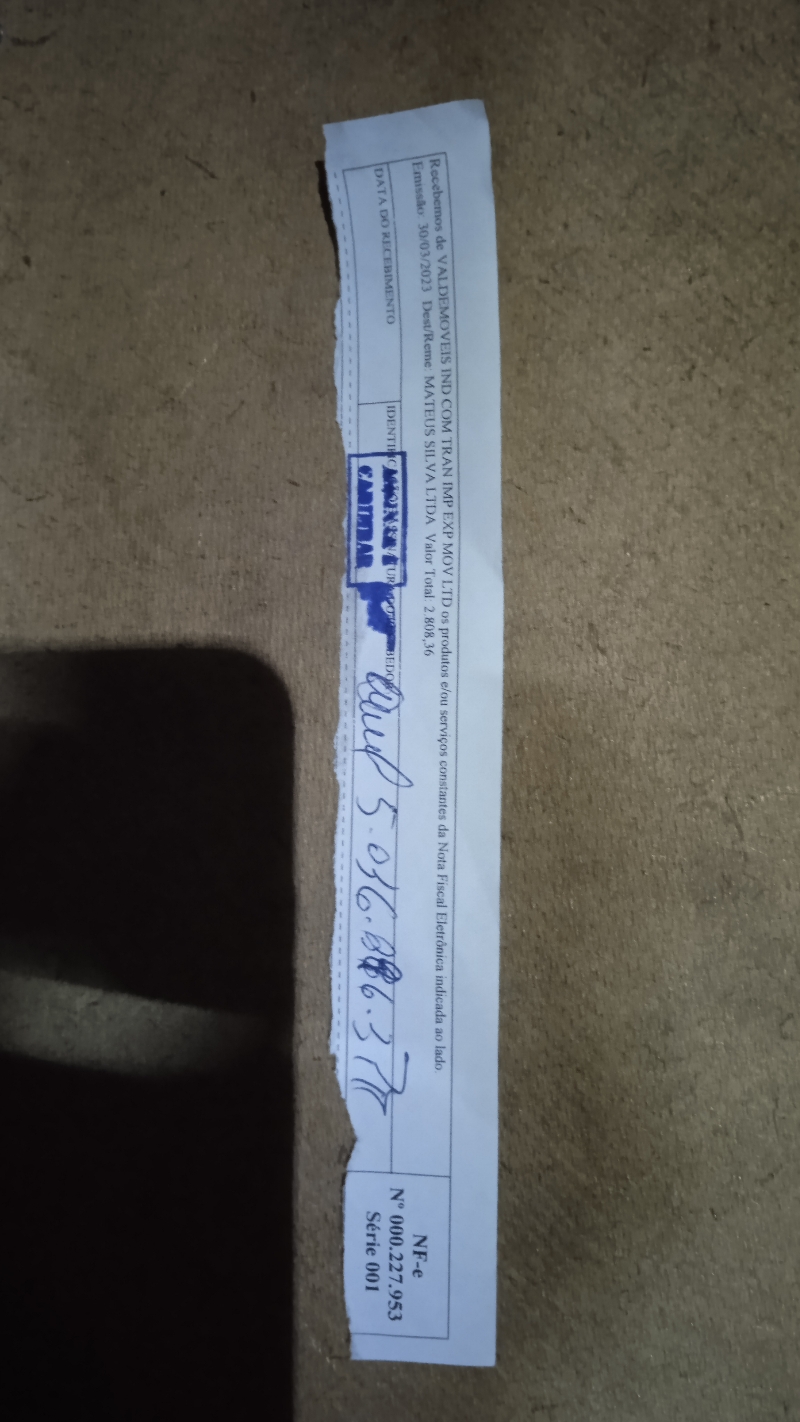 Recebemos de VALDEMOVEIS IND COM TRAN IMP EXP MOV LTD os produtos e/ou serviços constantes da Nota Fiscal Eletrônica indicada ao lado.
Emissão: 30/03/2023 Dest/Reme: MATEUS SILVA LTDA Valor Total: 2.808,36
DATA DO RECEBIMENTO
NF-e
Nº 000.227.953
Série 001